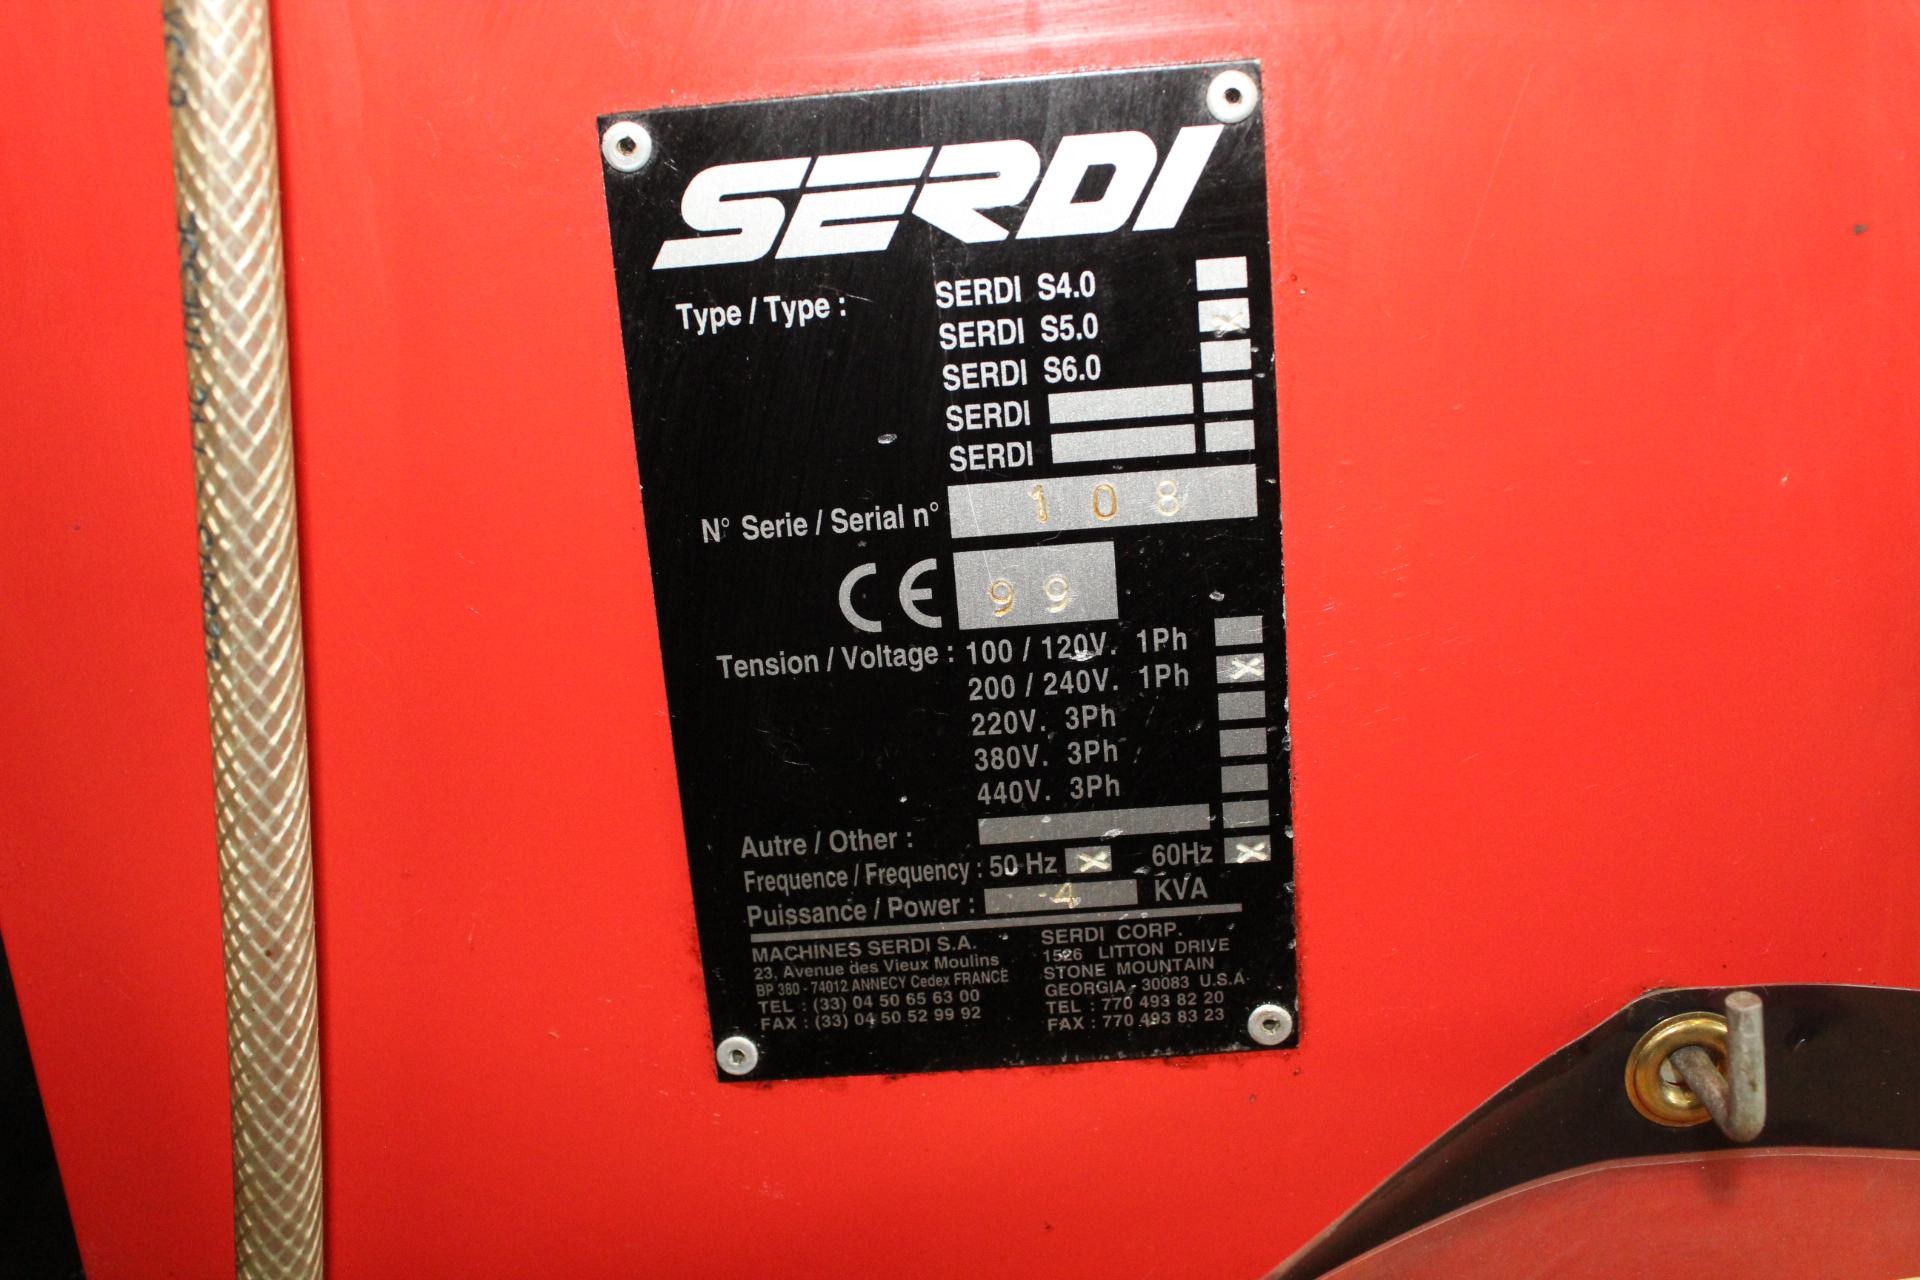 SERDI
Type / Type : SERDI S4.0
SERDI S5.0 x
SERDI S6.0
SERDI
SERDI
N° Serie / Serial n° 108
CE 99
Tension / Voltage : 100 / 120V. 1Ph
200 / 240V. 1Ph x
220V. 3Ph
380V. 3Ph
440V. 3Ph
Autre / Other :
Frequence / Frequency : 50 Hz x 60Hz x
Puissance / Power : 4 KVA
MACHINES SERDI S.A.
23, Avenue des Vieux Moulins
BP 380 - 74012 ANNECY Cedex FRANCE
TEL : (33) 04 50 65 63 00
FAX : (33) 04 50 52 99 92
SERDI CORP.
1526 LITTON DRIVE
STONE MOUNTAIN
GEORGIA - 30083 U.S.A.
TEL : 770 493 82 20
FAX : 770 493 83 23